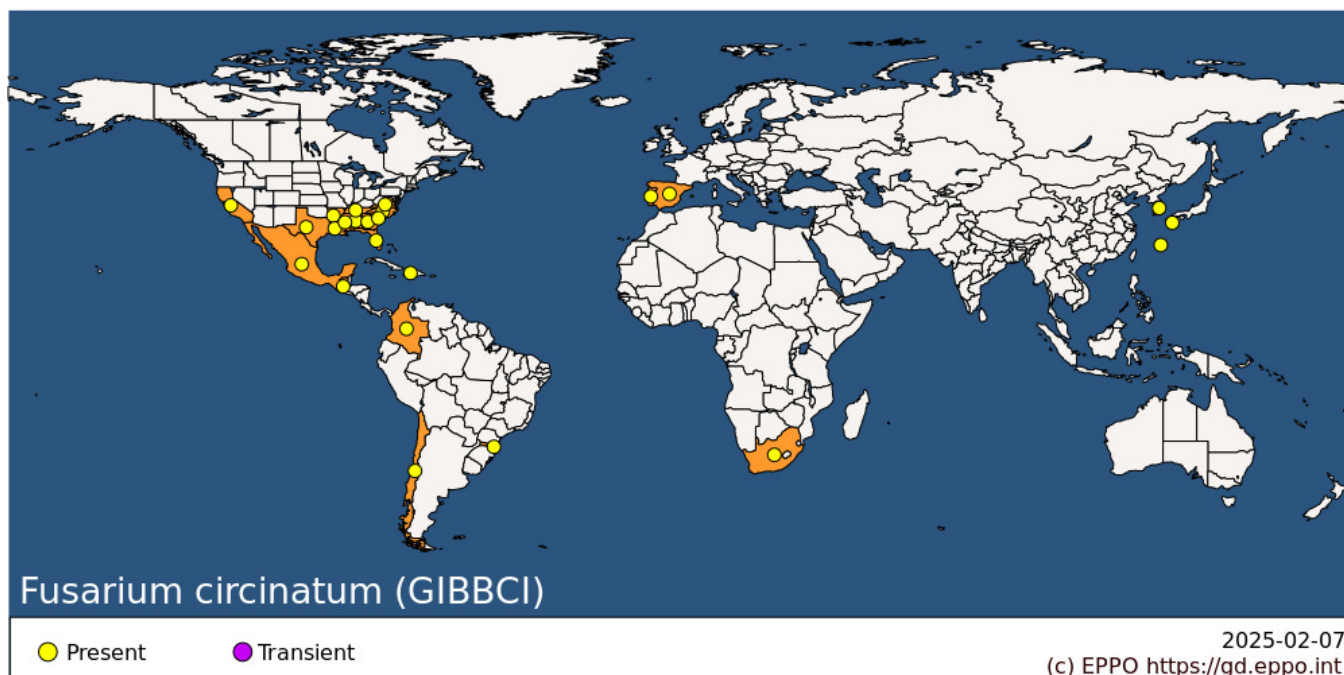 Fusarium circinatum (GIBBCI)
Present
Transient
2025-02-07
(c) EPPO https://gd.eppo.int